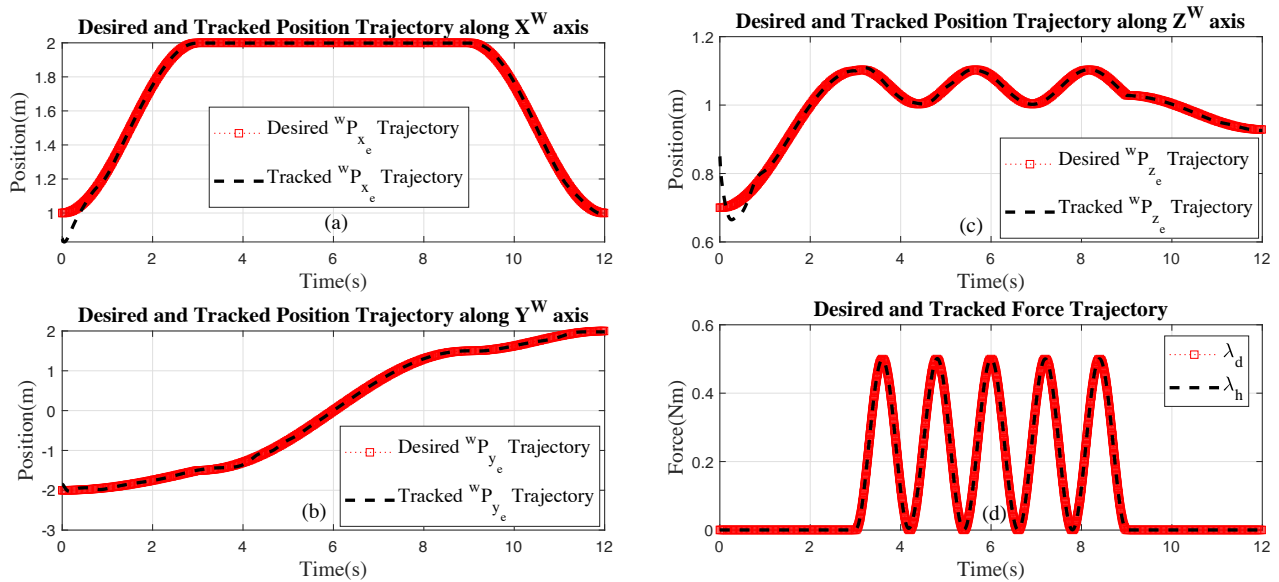 Desired and Tracked Position Trajectory along X^W axis
2
1.8
1.6
1.4
1.2
1
Position(m)
Desired ^wP_x_e Trajectory
Tracked ^wP_x_e Trajectory
(a)
0 2 4 6 8 10 12
Time(s)
Desired and Tracked Position Trajectory along Y^W axis
2
1
0
-1
-2
-3
Position(m)
Desired ^wP_y_e Trajectory
Tracked ^wP_y_e Trajectory
(b)
0 2 4 6 8 10 12
Time(s)
Desired and Tracked Position Trajectory along Z^W axis
1.2
1
0.8
0.6
Position(m)
Desired ^wP_z_e Trajectory
Tracked ^wP_z_e Trajectory
(c)
0 2 4 6 8 10 12
Time(s)
Desired and Tracked Force Trajectory
0.6
0.4
0.2
0
Force(Nm)
λ_d
λ_h
(d)
0 2 4 6 8 10 12
Time(s)